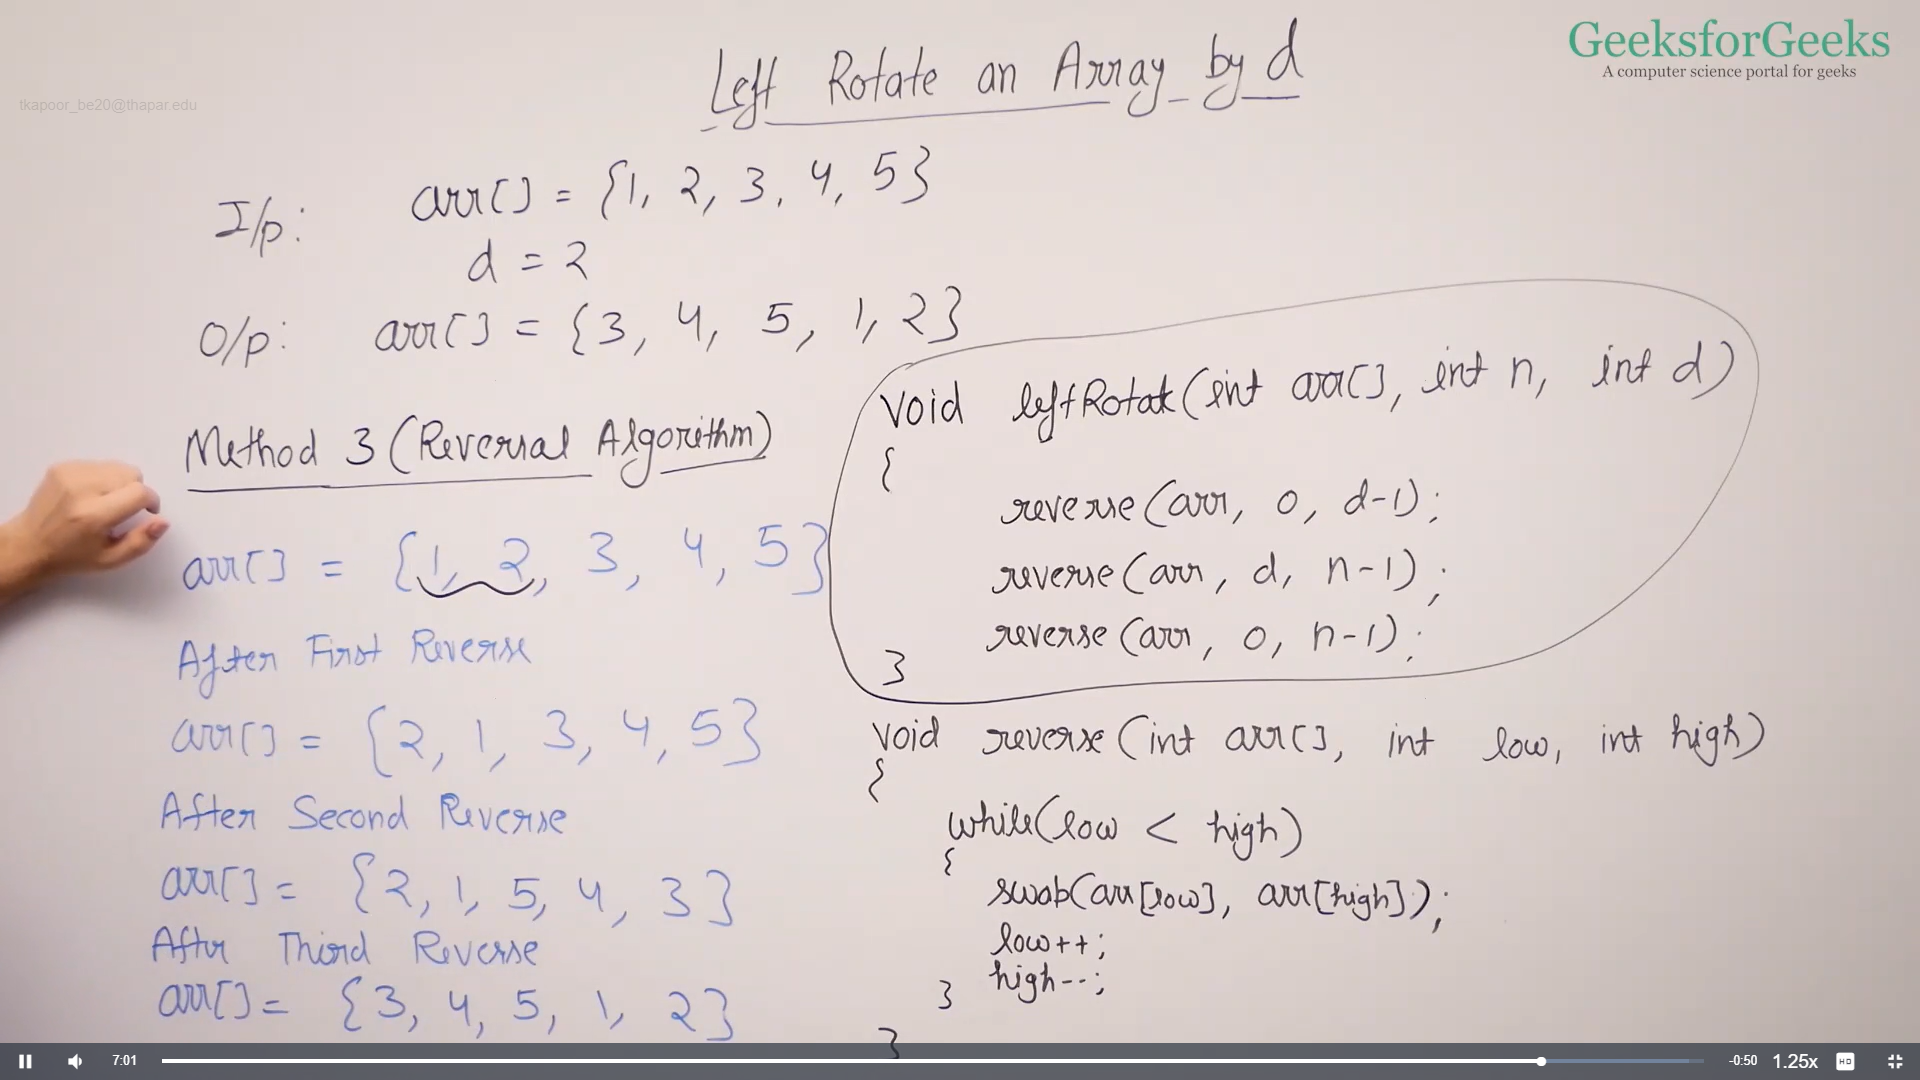 Left Rotate an Array by d
GeeksforGeeks
A computer science portal for geeks
tkapoor_be20@thapar.edu
I/p: arr[] = {1, 2, 3, 4, 5}
d = 2
O/p: arr[] = {3, 4, 5, 1, 2}
Method 3 (Reversal Algorithm)
arr[] = {1, 2, 3, 4, 5}
After First Reverse
arr[] = {2, 1, 3, 4, 5}
After Second Reverse
arr[] = {2, 1, 5, 4, 3}
After Third Reverse
arr[] = {3, 4, 5, 1, 2}
void leftRotate(int arr[], int n, int d)
{
reverse(arr, 0, d-1);
reverse(arr, d, n-1);
reverse(arr, 0, n-1);
}
void reverse(int arr[], int low, int high)
{
while(low < high)
{
swab(arr[low], arr[high]);
low++;
high--;
}
}
7:01
-0:50
1.25x
HD